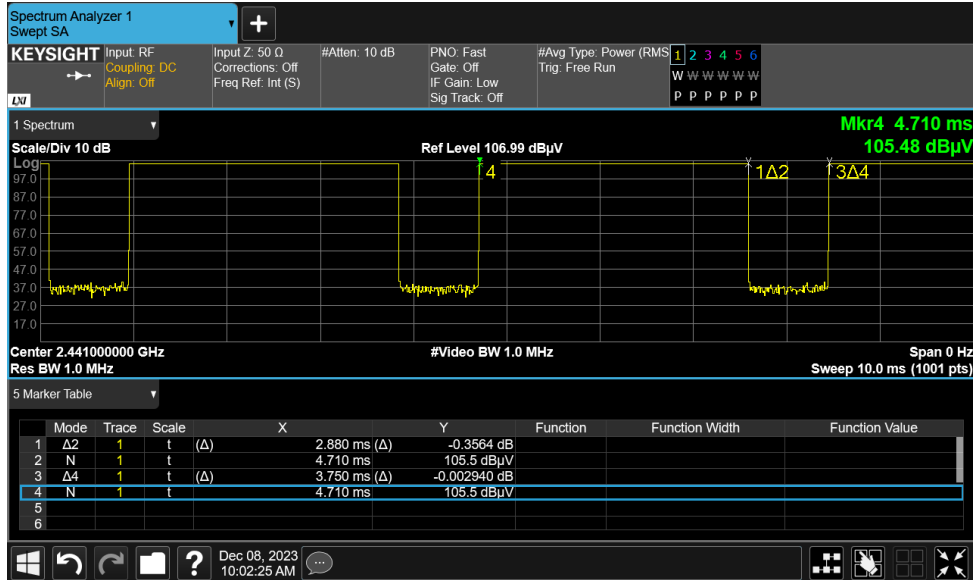 Spectrum Analyzer 1
Swept SA
+
KEYSIGHT
LXI
Input: RF
Coupling: DC
Align: Off
Input Z: 50 Ω
Corrections: Off
Freq Ref: Int (S)
#Atten: 10 dB
PNO: Fast
Gate: Off
IF Gain: Low
Sig Track: Off
#Avg Type: Power (RMS
Trig: Free Run
1 2 3 4 5 6
W W W W W W
P P P P P P
1 Spectrum
Mkr4 4.710 ms
Scale/Div 10 dB Ref Level 106.99 dBµV 105.48 dBµV
Log
97.0
87.0
77.0
67.0
57.0
47.0
37.0
27.0
17.0
4 1Δ2 3Δ4
Center 2.441000000 GHz #Video BW 1.0 MHz Span 0 Hz
Res BW 1.0 MHz Sweep 10.0 ms (1001 pts)
5 Marker Table
Mode Trace Scale X Y Function Function Width Function Value
1 Δ2 1 t (Δ) 2.880 ms (Δ) -0.3564 dB
2 N 1 t 4.710 ms 105.5 dBµV
3 Δ4 1 t (Δ) 3.750 ms (Δ) -0.002940 dB
4 N 1 t 4.710 ms 105.5 dBµV
5
6
? Dec 08, 2023
10:02:25 AM